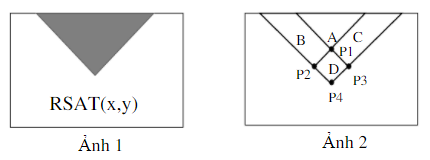 RSAT(x,y)
Ảnh 1
B A C
P1
P2 D P3
P4
Ảnh 2